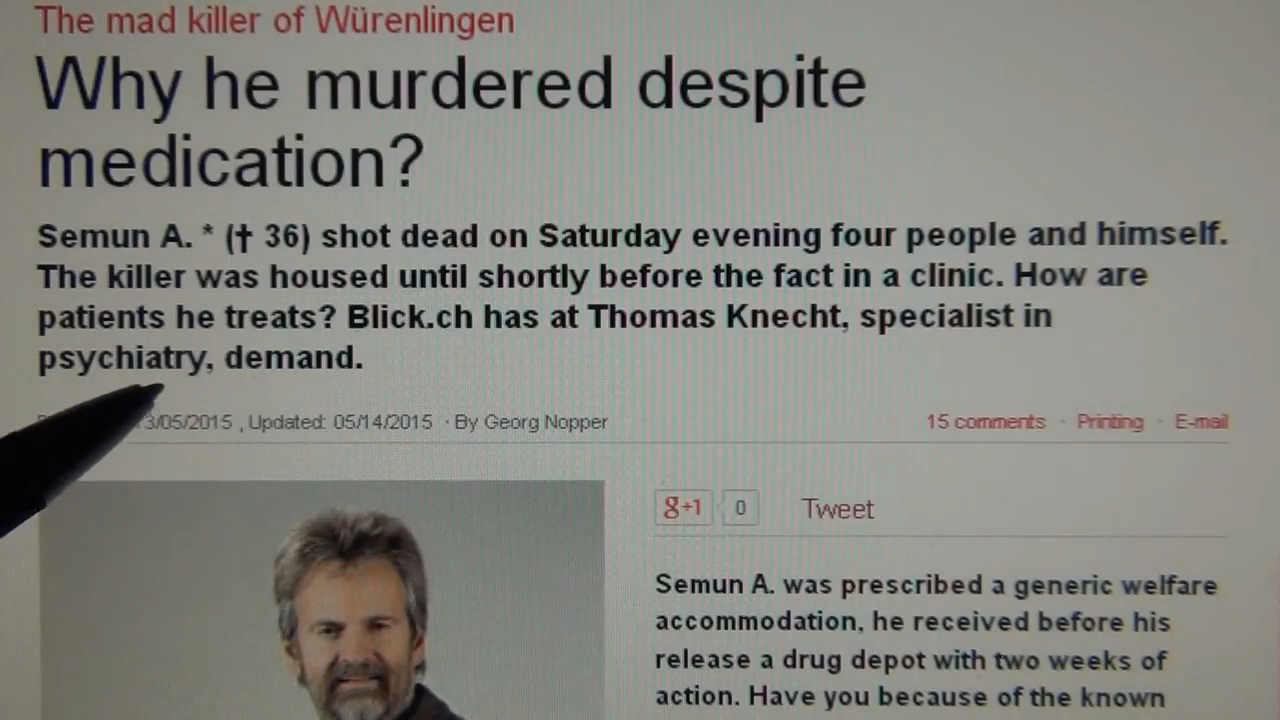 The mad killer of Würenlingen
Why he murdered despite
medication?
Semun A. * († 36) shot dead on Saturday evening four people and himself.
The killer was housed until shortly before the fact in a clinic. How are
patients he treats? Blick.ch has at Thomas Knecht, specialist in
psychiatry, demand.
3/05/2015 , Updated: 05/14/2015 · By Georg Nopper
15 comments · Printing · E-mail
g+1 0 Tweet
Semun A. was prescribed a generic welfare
accommodation, he received before his
release a drug depot with two weeks of
action. Have you because of the known